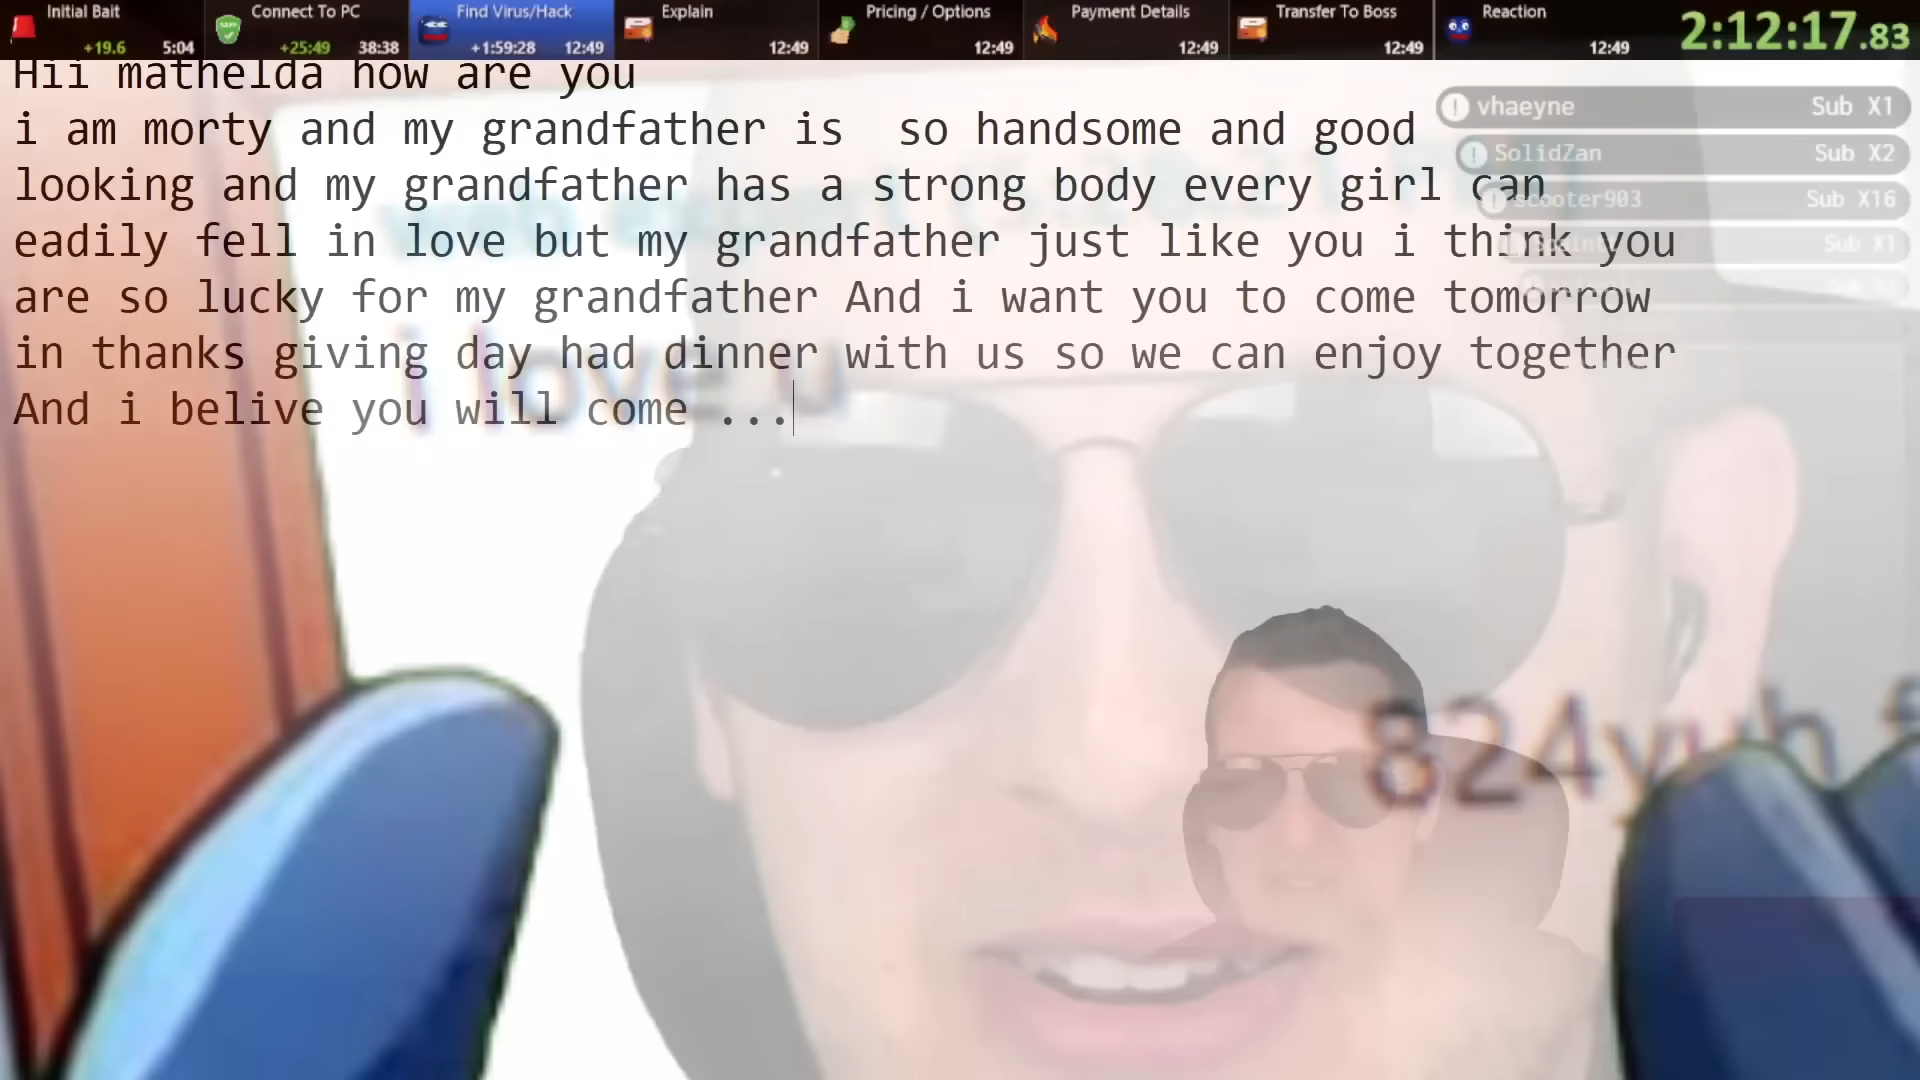 Initial Bait Connect To PC Find Virus/Hack Explain Pricing / Options Payment Details Transfer To Boss Reaction
+19.6 5:04 +25:49 38:38 +1:59:28 12:49 12:49 12:49 12:49 12:49 12:49 2:12:17.83
Hii mathelda how are you
i am morty and my grandfather is  so handsome and good
looking and my grandfather has a strong body every girl can
eadily fell in love but my grandfather just like you i think you
are so lucky for my grandfather And i want you to come tomorrow
in thanks giving day had dinner with us so we can enjoy together
And i belive you will come ...
vhaeyne Sub X1
SolidZan Sub X2
scooter903 Sub X16
Sub X1
i love u
824yuh